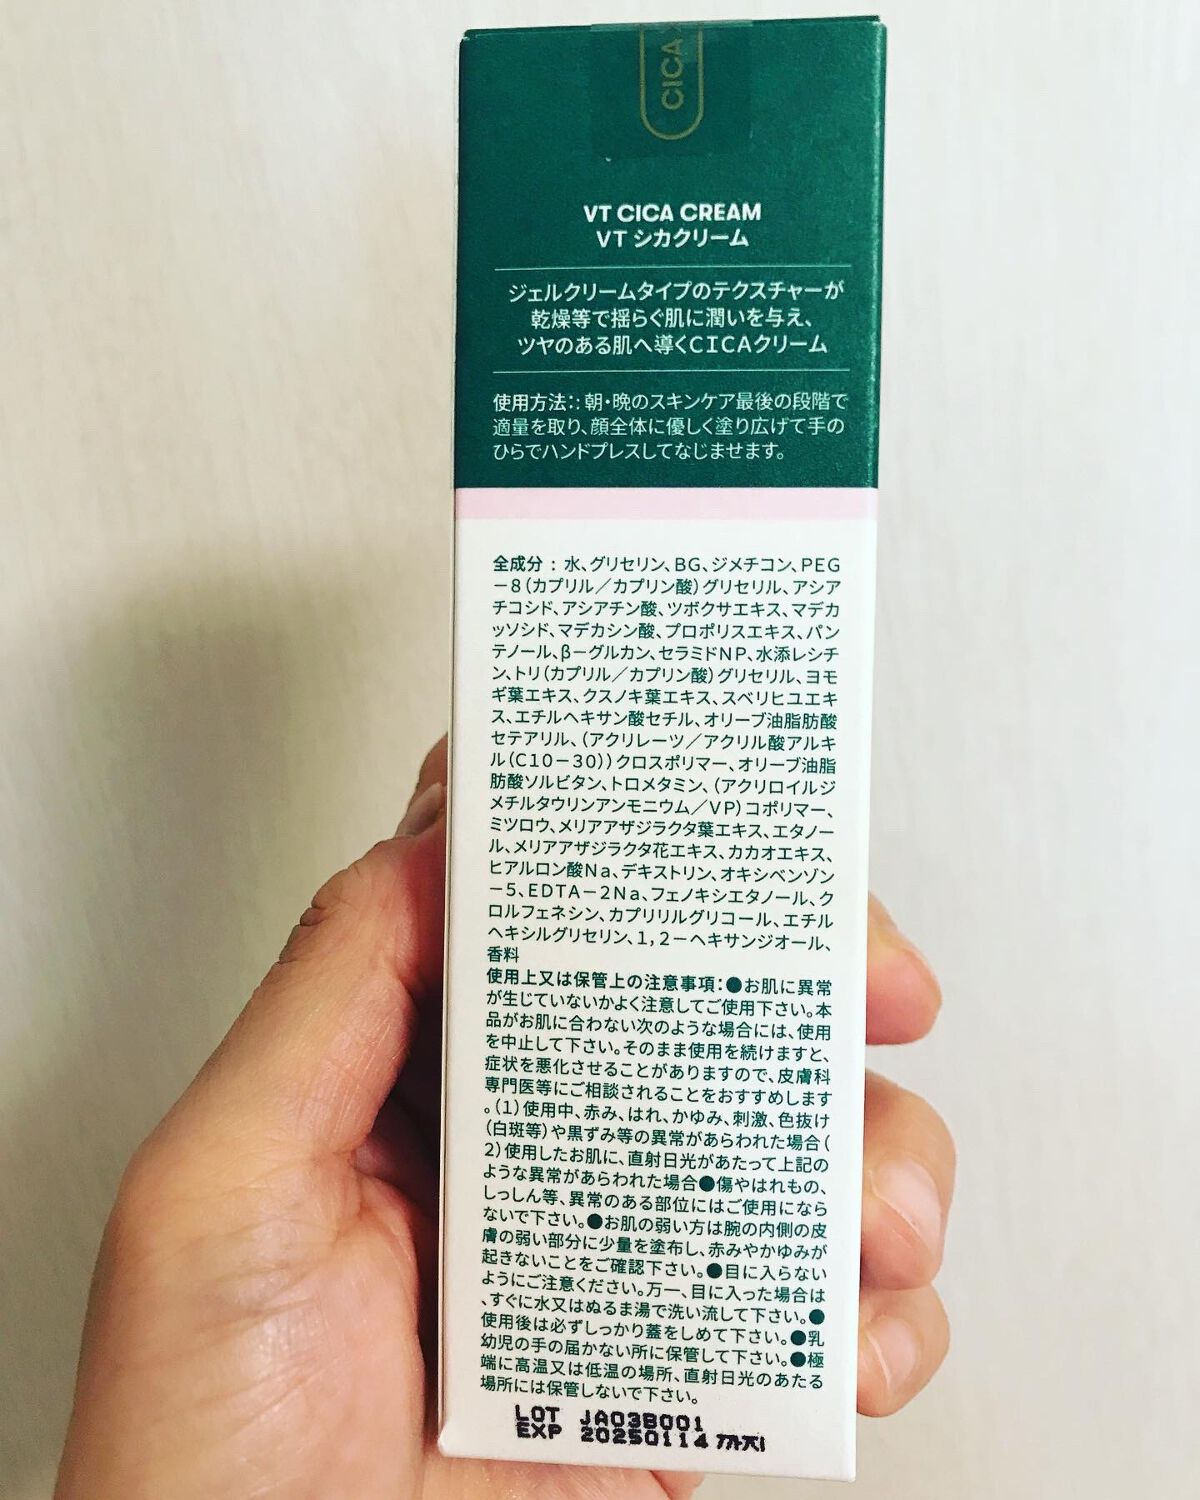 CICA
VT CICA CREAM
VT シカクリーム
ジェルクリームタイプのテクスチャーが
乾燥等で揺らぐ肌に潤いを与え、
ツヤのある肌へ導くCICAクリーム
使用方法：：朝・晩のスキンケア最後の段階で
適量を取り、顔全体に優しく塗り広げて手の
ひらでハンドプレスしてなじませます。
全成分：水、グリセリン、BG、ジメチコン、PEG
－8（カプリル／カプリン酸）グリセリル、アシア
チコシド、アシアチン酸、ツボクサエキス、マデカ
ッソシド、マデカシン酸、プロポリスエキス、パン
テノール、β－グルカン、セラミドNP、水添レシチ
ン、トリ（カプリル／カプリン酸）グリセリル、ヨモ
ギ葉エキス、クスノキ葉エキス、スベリヒユエキ
ス、エチルヘキサン酸セチル、オリーブ油脂肪酸
セテアリル、（アクリレーツ／アクリル酸アルキ
ル（C10－30））クロスポリマー、オリーブ油脂
肪酸ソルビタン、トロメタミン、（アクリロイルジ
メチルタウリンアンモニウム／VP）コポリマー、
ミツロウ、メリアアザジラクタ葉エキス、エタノー
ル、メリアアザジラクタ花エキス、カカオエキス、
ヒアルロン酸Na、デキストリン、オキシベンゾン
－5、EDTA－2Na、フェノキシエタノール、ク
ロルフェネシン、カプリリルグリコール、エチル
ヘキシルグリセリン、1，2－ヘキサンジオール、
香料
使用上又は保管上の注意事項：●お肌に異常
が生じていないかよく注意してご使用下さい。本
品がお肌に合わない次のような場合には、使用
を中止して下さい。そのまま使用を続けますと、
症状を悪化させることがありますので、皮膚科
専門医等にご相談されることをおすすめします
。（1）使用中、赤み、はれ、かゆみ、刺激、色抜け
（白斑等）や黒ずみ等の異常があらわれた場合（
2）使用したお肌に、直射日光があたって上記の
ような異常があらわれた場合●傷やはれもの、
しっしん等、異常のある部位にはご使用になら
ないで下さい。●お肌の弱い方は腕の内側の皮
膚の弱い部分に少量を塗布し、赤みやかゆみが
起きないことをご確認下さい。●目に入らない
ようにご注意ください。万一、目に入った場合は
、すぐに水又はぬるま湯で洗い流して下さい。●
使用後は必ずしっかり蓋をしめて下さい。●乳
幼児の手の届かない所に保管して下さい。●極
端に高温又は低温の場所、直射日光のあたる
場所には保管しないで下さい。
LOT JA03B001
EXP 20250114 까지